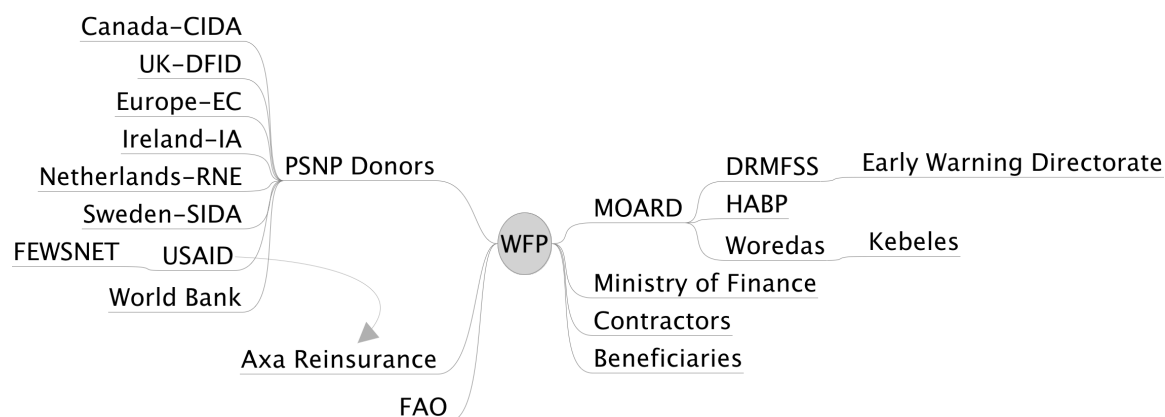 Canada-CIDA
UK-DFID
Europe-EC
Ireland-IA
Netherlands-RNE
Sweden-SIDA
FEWSNET
USAID
World Bank
PSNP Donors
Axa Reinsurance
FAO
WFP
MOARD
DRMFSS
Early Warning Directorate
HABP
Woredas
Kebeles
Ministry of Finance
Contractors
Beneficiaries